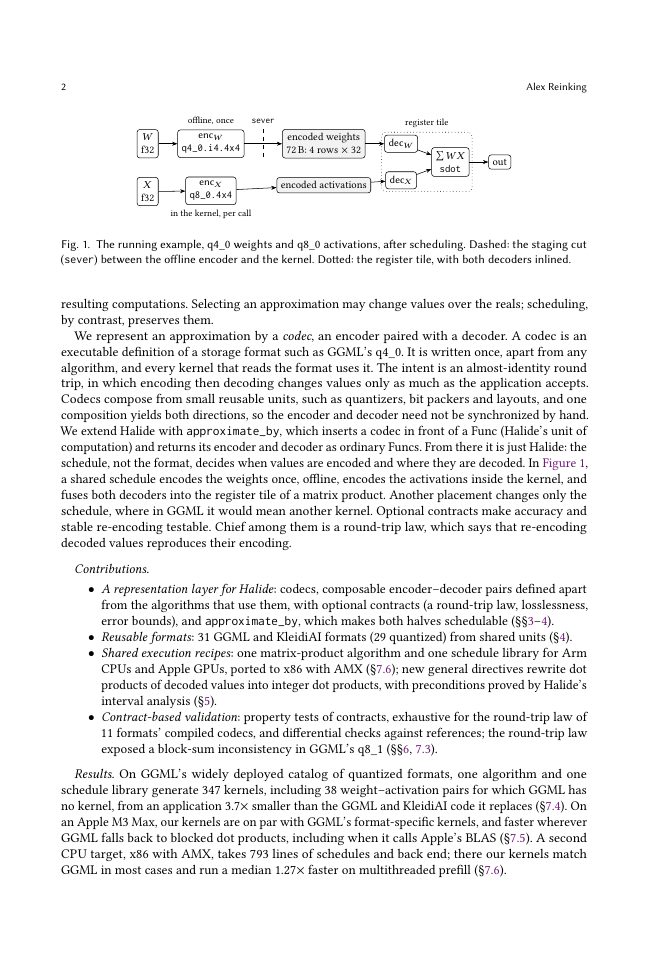 2
Alex Reinking
offline, once
sever
register tile
W
f32
encW
q4_0.i4.4x4
encoded weights
72 B: 4 rows × 32
decW
∑ WX
sdot
out
X
f32
encX
q8_0.4x4
encoded activations
decX
in the kernel, per call
Fig. 1. The running example, q4_0 weights and q8_0 activations, after scheduling. Dashed: the staging cut
(sever) between the offline encoder and the kernel. Dotted: the register tile, with both decoders inlined.
resulting computations. Selecting an approximation may change values over the reals; scheduling,
by contrast, preserves them.
We represent an approximation by a codec, an encoder paired with a decoder. A codec is an
executable definition of a storage format such as GGML's q4_0. It is written once, apart from any
algorithm, and every kernel that reads the format uses it. The intent is an almost-identity round
trip, in which encoding then decoding changes values only as much as the application accepts.
Codecs compose from small reusable units, such as quantizers, bit packers and layouts, and one
composition yields both directions, so the encoder and decoder need not be synchronized by hand.
We extend Halide with approximate_by, which inserts a codec in front of a Func (Halide's unit of
computation) and returns its encoder and decoder as ordinary Funcs. From there it is just Halide: the
schedule, not the format, decides when values are encoded and where they are decoded. In Figure 1,
a shared schedule encodes the weights once, offline, encodes the activations inside the kernel, and
fuses both decoders into the register tile of a matrix product. Another placement changes only the
schedule, where in GGML it would mean another kernel. Optional contracts make accuracy and
stable re-encoding testable. Chief among them is a round-trip law, which says that re-encoding
decoded values reproduces their encoding.
Contributions.
• A representation layer for Halide: codecs, composable encoder–decoder pairs defined apart
from the algorithms that use them, with optional contracts (a round-trip law, losslessness,
error bounds), and approximate_by, which makes both halves schedulable (§§3–4).
• Reusable formats: 31 GGML and KleidiAI formats (29 quantized) from shared units (§4).
• Shared execution recipes: one matrix-product algorithm and one schedule library for Arm
CPUs and Apple GPUs, ported to x86 with AMX (§7.6); new general directives rewrite dot
products of decoded values into integer dot products, with preconditions proved by Halide's
interval analysis (§5).
• Contract-based validation: property tests of contracts, exhaustive for the round-trip law of
11 formats' compiled codecs, and differential checks against references; the round-trip law
exposed a block-sum inconsistency in GGML's q8_1 (§§6, 7.3).
Results. On GGML's widely deployed catalog of quantized formats, one algorithm and one
schedule library generate 347 kernels, including 38 weight–activation pairs for which GGML has
no kernel, from an application 3.7× smaller than the GGML and KleidiAI code it replaces (§7.4). On
an Apple M3 Max, our kernels are on par with GGML's format-specific kernels, and faster wherever
GGML falls back to blocked dot products, including when it calls Apple's BLAS (§7.5). A second
CPU target, x86 with AMX, takes 793 lines of schedules and back end; there our kernels match
GGML in most cases and run a median 1.27× faster on multithreaded prefill (§7.6).